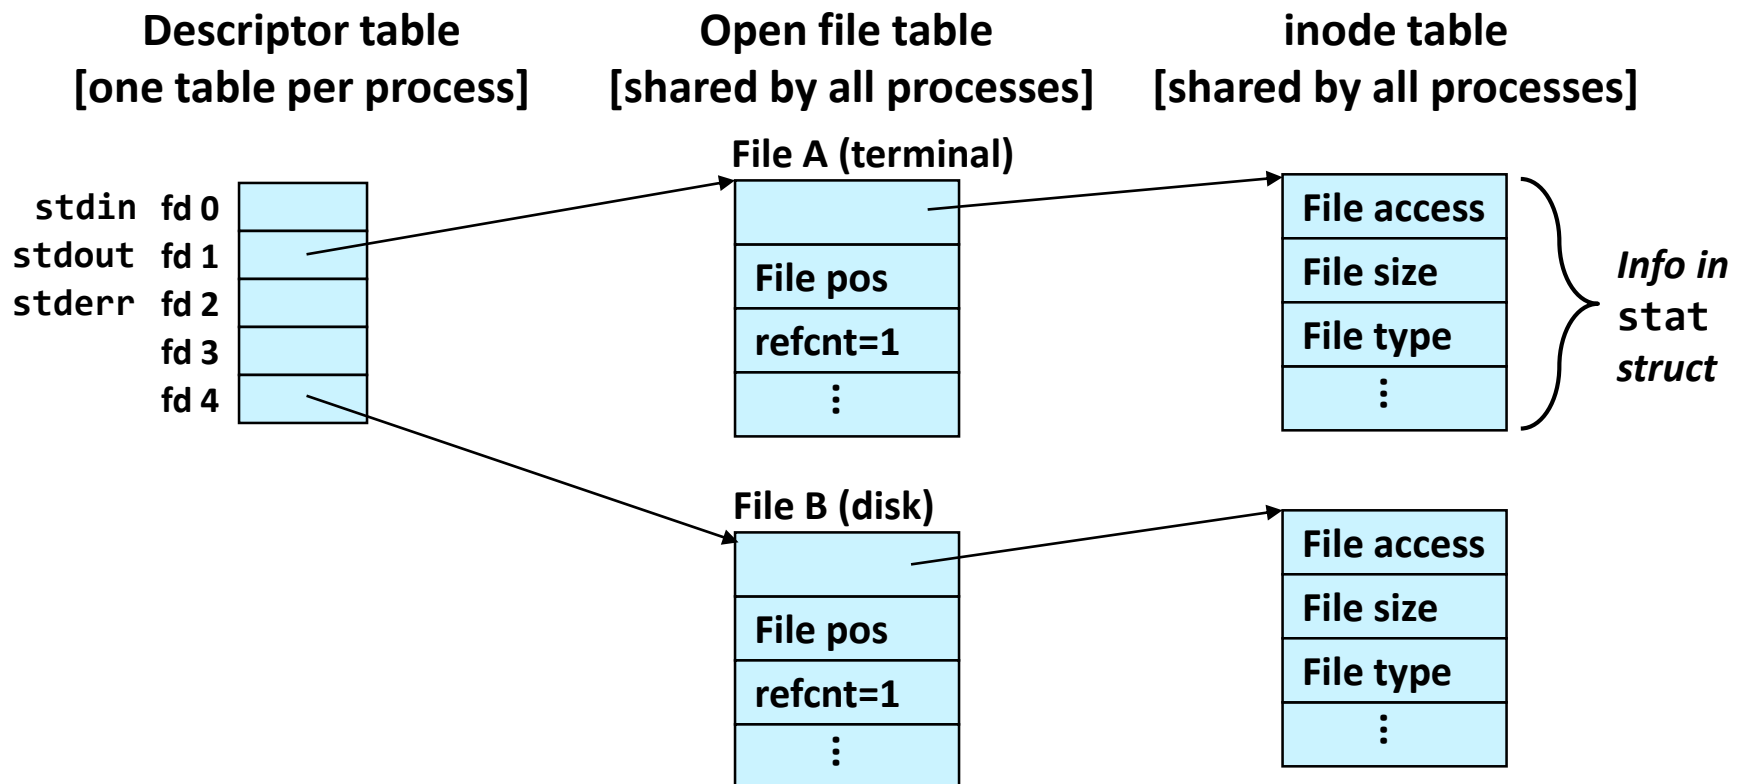 Descriptor table
[one table per process]
Open file table
[shared by all processes]
inode table
[shared by all processes]
stdin fd 0
stdout fd 1
stderr fd 2
fd 3
fd 4
File A (terminal)
File pos
refcnt=1
⋮
File access
File size
File type
⋮
Info in
stat
struct
File B (disk)
File pos
refcnt=1
⋮
File access
File size
File type
⋮